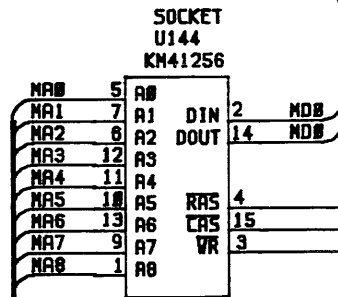 SOCKET
U144
KM41256
MA0 5 A0
MA1 7 A1 DIN 2 MD0
MA2 6 A2 DOUT 14 MD0
MA3 12 A3
MA4 11 A4
MA5 10 A5 RAS 4
MA6 13 A6 CAS 15
MA7 9 A7 WR 3
MA8 1 A8